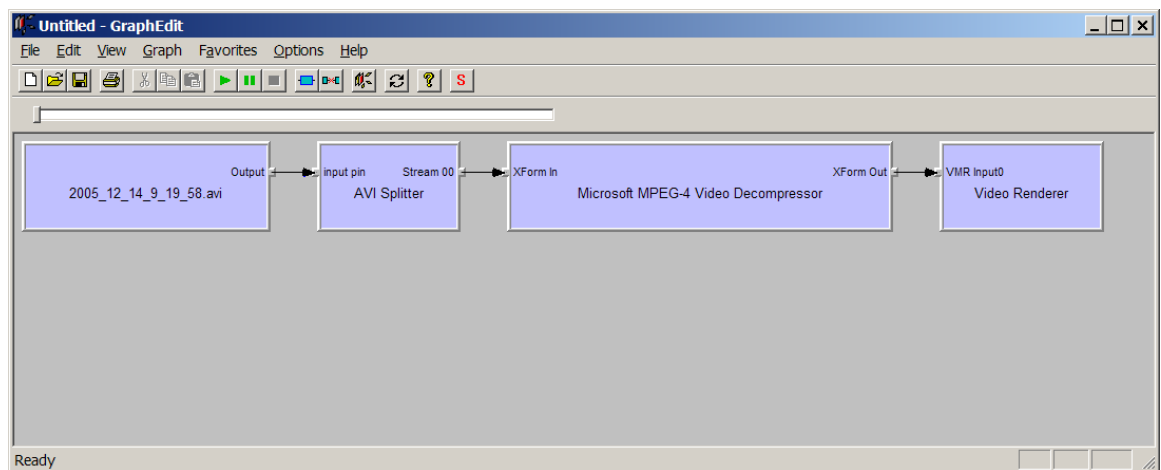 Untitled - GraphEdit
File Edit View Graph Favorites Options Help
S
Output input pin Stream 00 XForm In XForm Out VMR Input0
2005_12_14_9_19_58.avi AVI Splitter Microsoft MPEG-4 Video Decompressor Video Renderer
Ready